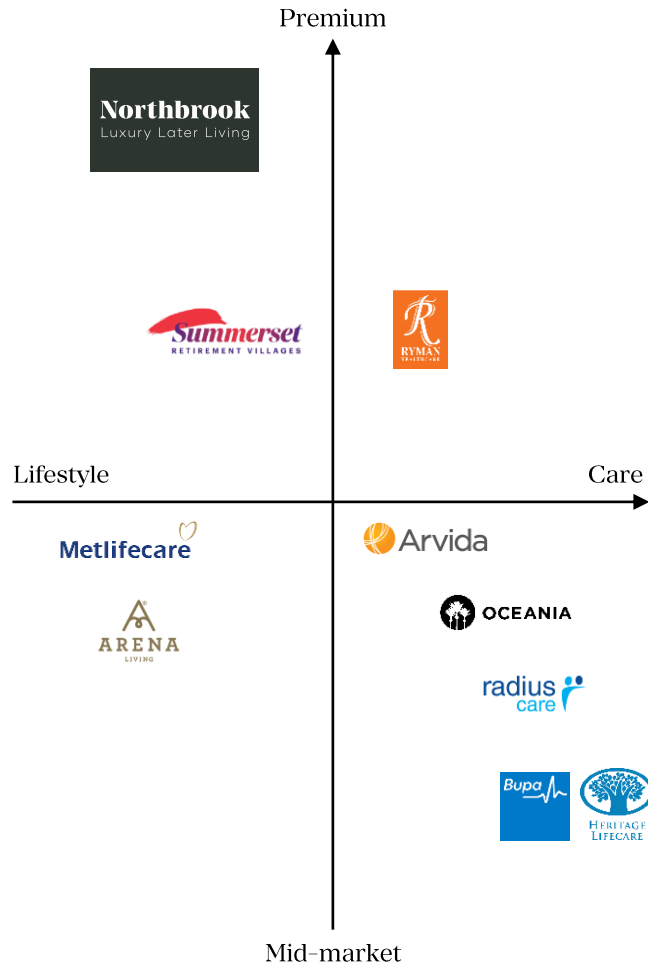 Premium
Northbrook
Luxury Later Living
Summerset
RETIREMENT VILLAGES
R
RYMAN
HEALTHCARE
Lifestyle
Care
Metlifecare
Arvida
ARENA
LIVING
OCEANIA
radius
care
Bupa
HERITAGE
LIFECARE
Mid-market